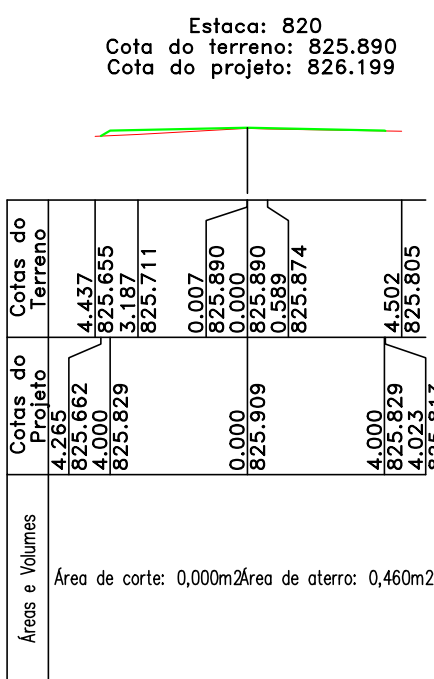 Estaca: 820
Cota do terreno: 825.890
Cota do projeto: 826.199
Cotas do
Terreno
4.437
825.655
3.187
825.711
0.007
825.890
0.000
825.890
0.589
825.874
4.502
825.805
Cotas do
Projeto
4.265
825.662
4.000
825.829
0.000
825.909
4.000
825.829
4.023
Áreas e Volumes
Área de corte: 0,000m2
Área de aterro: 0,460m2